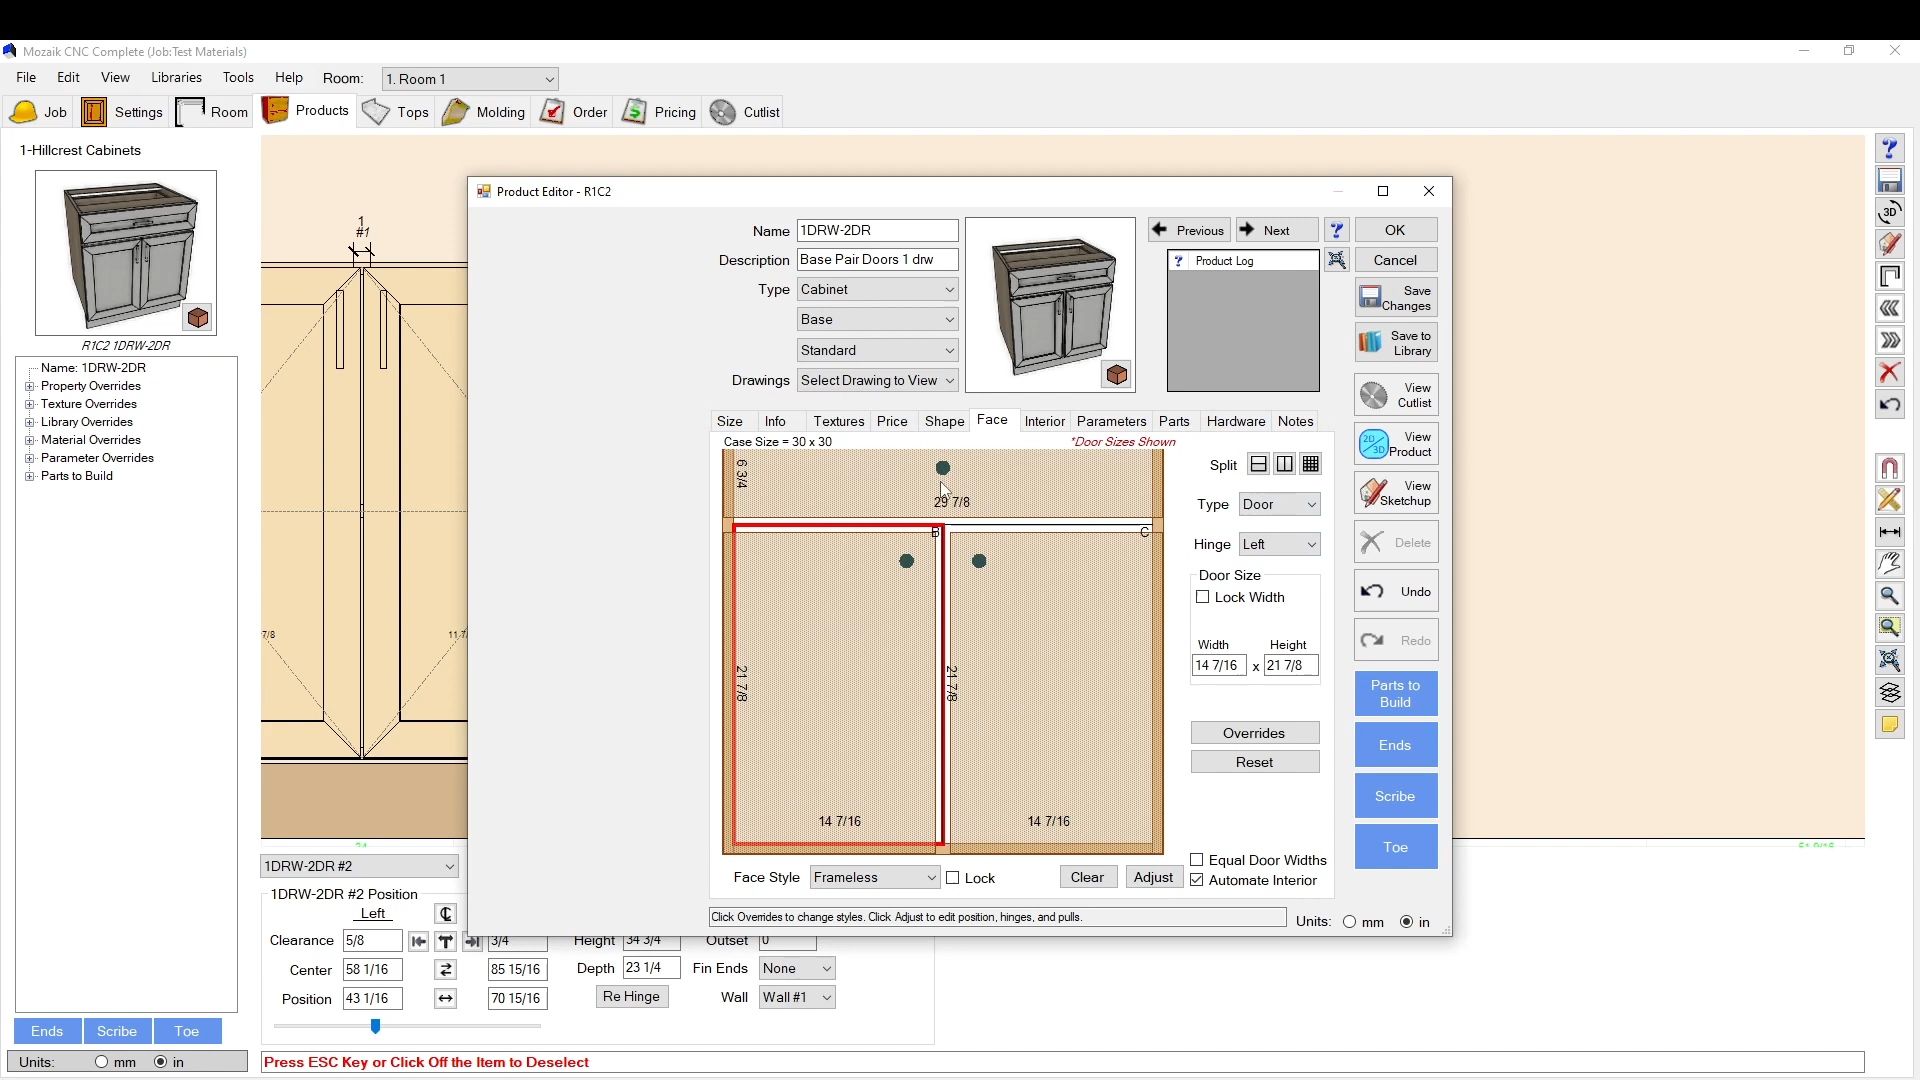 Mozaik CNC Complete (Job:Test Materials)
File Edit View Libraries Tools Help Room: 1. Room 1
Job Settings Room Products Tops Molding Order Pricing Cutlist
1-Hillcrest Cabinets
R1C2 1DRW-2DR
Name: 1DRW-2DR
Property Overrides
Texture Overrides
Library Overrides
Material Overrides
Parameter Overrides
Parts to Build
Ends Scribe Toe
Units: mm in
1
#1
7/8
Product Editor - R1C2
Name 1DRW-2DR
Description Base Pair Doors 1 drw
Type Cabinet
Base
Standard
Drawings Select Drawing to View
Previous Next ? OK
? Product Log
Cancel
Save Changes
Save to Library
View Cutlist
2D/3D View Product
View Sketchup
Delete
Undo
Redo
Parts to Build
Ends
Scribe
Toe
Size Info Textures Price Shape Face Interior Parameters Parts Hardware Notes
Case Size = 30 x 30 *Door Sizes Shown
6 3/4
29 7/8
B
C
21 7/8
21 7/8
14 7/16
14 7/16
Split
Type Door
Hinge Left
Door Size
Lock Width
Width Height
14 7/16 x 21 7/8
Overrides
Reset
Equal Door Widths
Automate Interior
Face Style Frameless Lock Clear Adjust
Click Overrides to change styles. Click Adjust to edit position, hinges, and pulls.
Units: mm in
1DRW-2DR #2
1DRW-2DR #2 Position
Left
Clearance 5/8 3/4 Height 34 3/4 Outset 0
Center 58 1/16 85 15/16 Depth 23 1/4 Fin Ends None
Position 43 1/16 70 15/16 Re Hinge Wall Wall #1
Press ESC Key or Click Off the Item to Deselect
?
3D